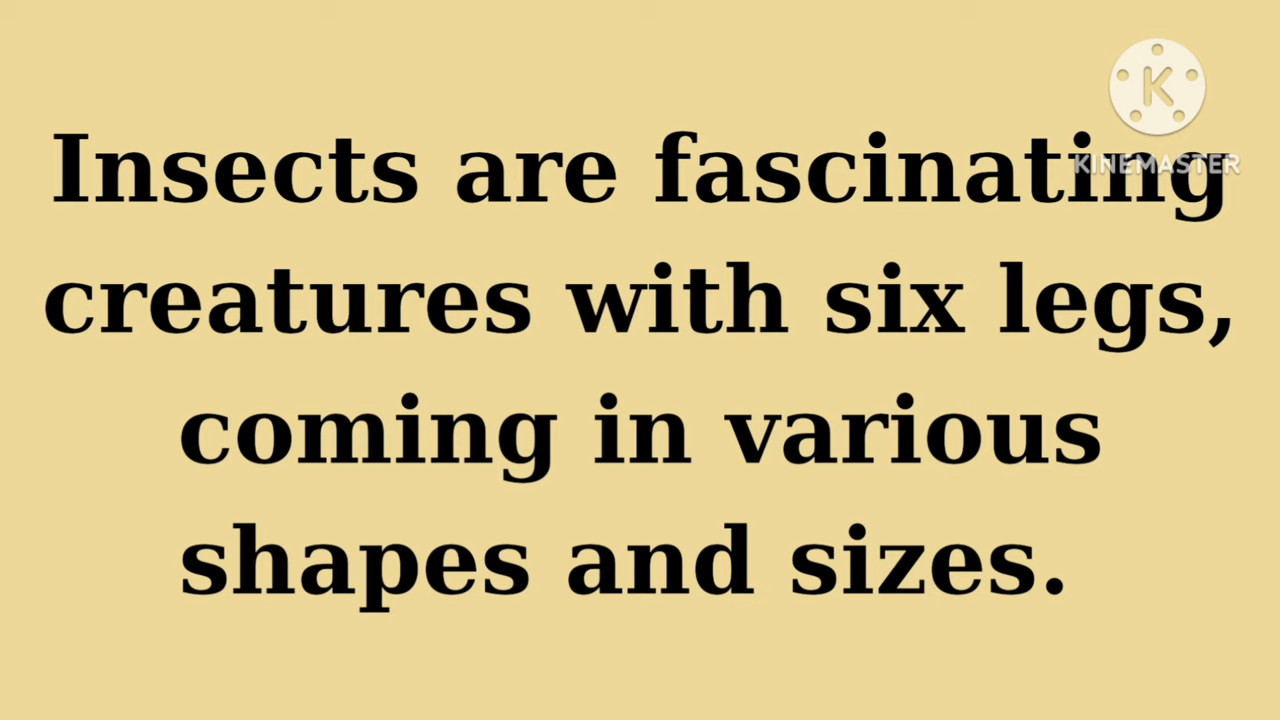 K
KINEMASTER
Insects are fascinating
creatures with six legs,
coming in various
shapes and sizes.